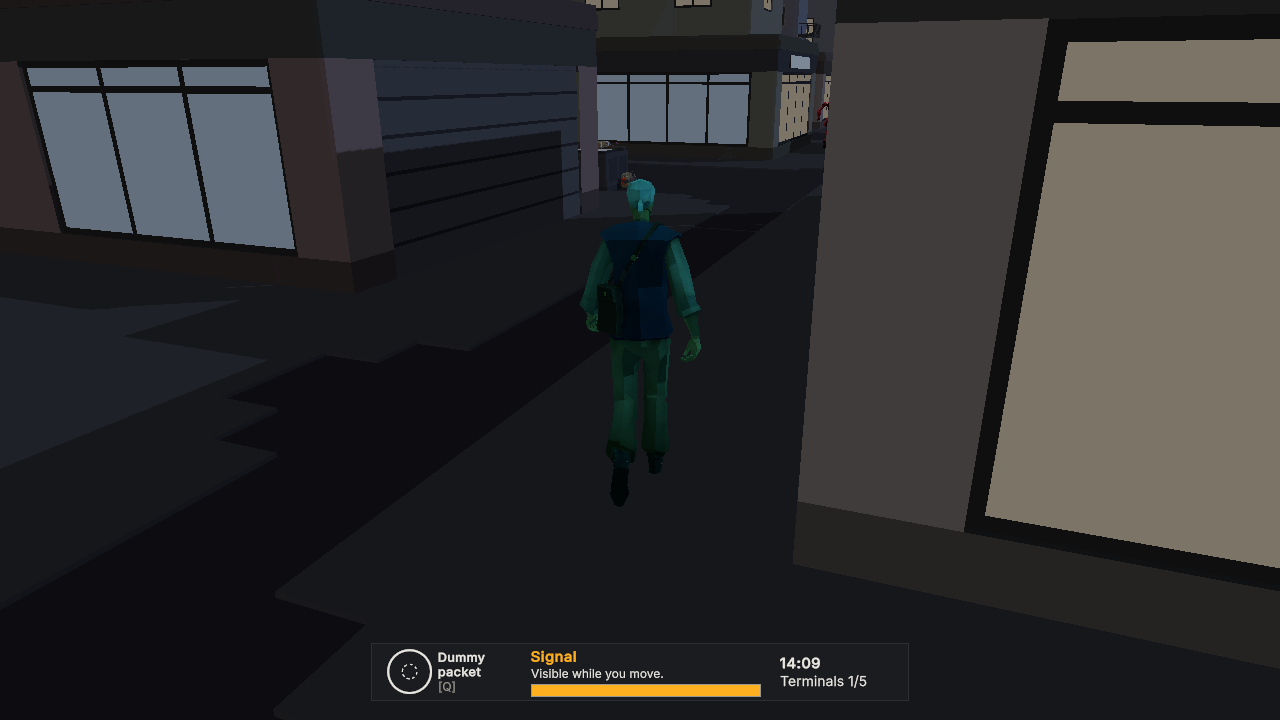 Dummy
packet
[Q]
Signal
Visible while you move.
14:09
Terminals 1/5